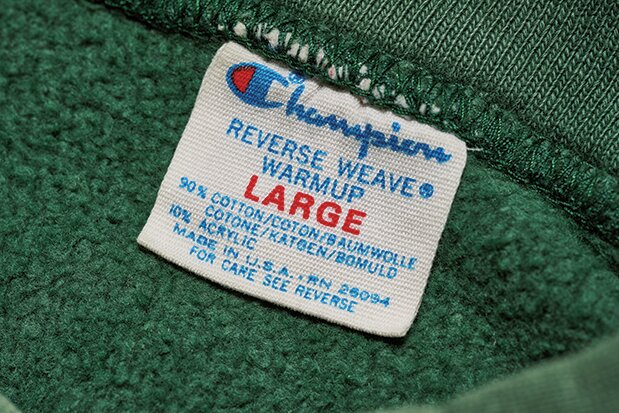 Champion®
REVERSE WEAVE®
WARMUP
LARGE
90% COTTON/COTON/BAUMWOLLE
COTONE/KATOEN/BOMULD
10% ACRYLIC
MADE IN U.S.A. RN 26094
FOR CARE SEE REVERSE